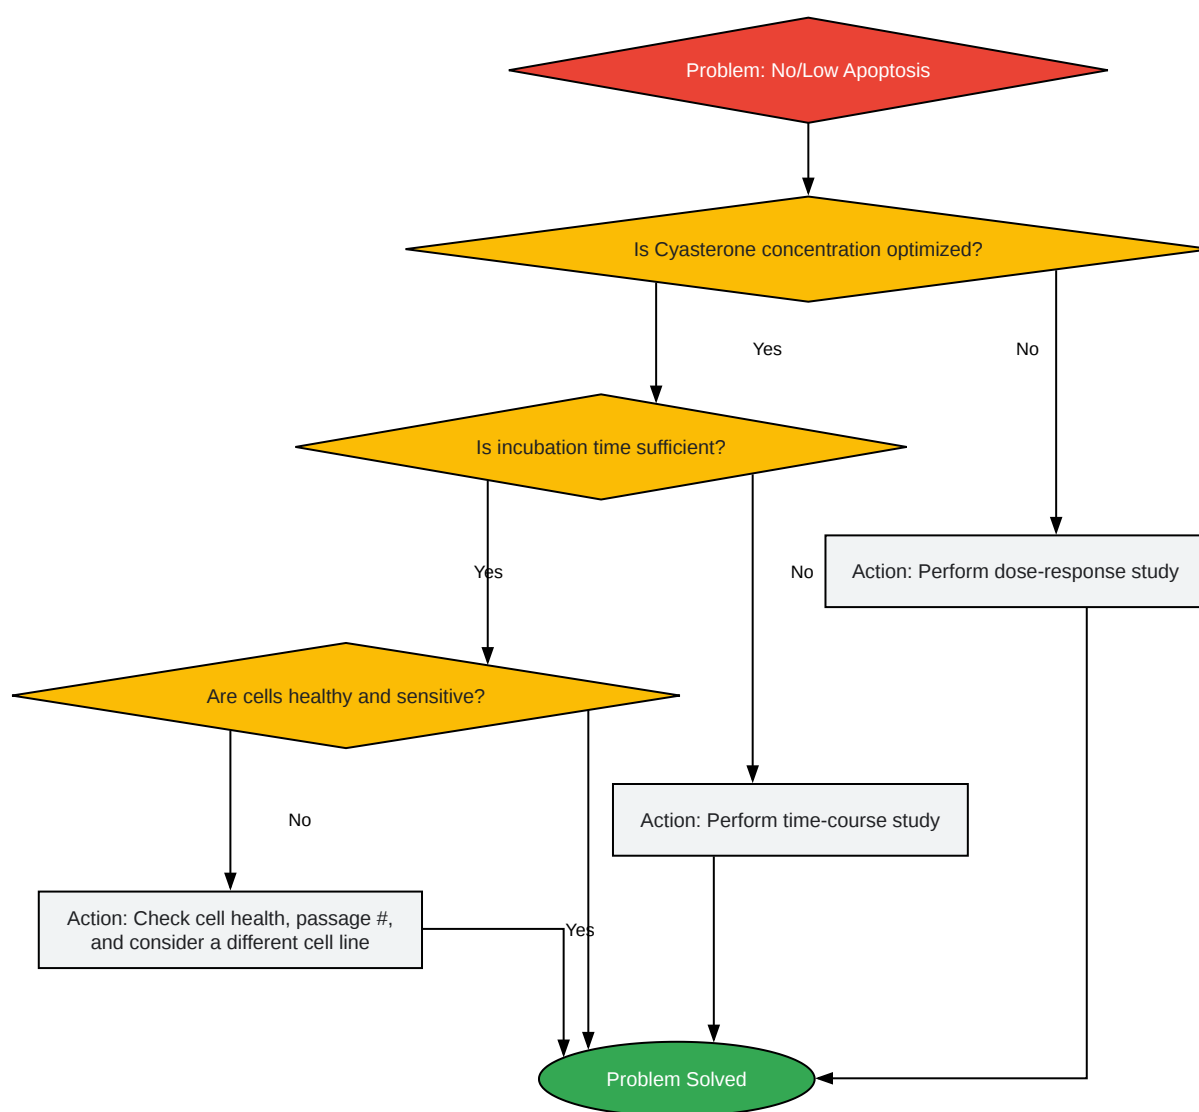 Problem: No/Low Apoptosis
Is Cyasterone concentration optimized?
Yes
No
Is incubation time sufficient?
Yes
No
Action: Perform dose-response study
Are cells healthy and sensitive?
No
Action: Perform time-course study
Action: Check cell health, passage #,
and consider a different cell line
Yes
Problem Solved